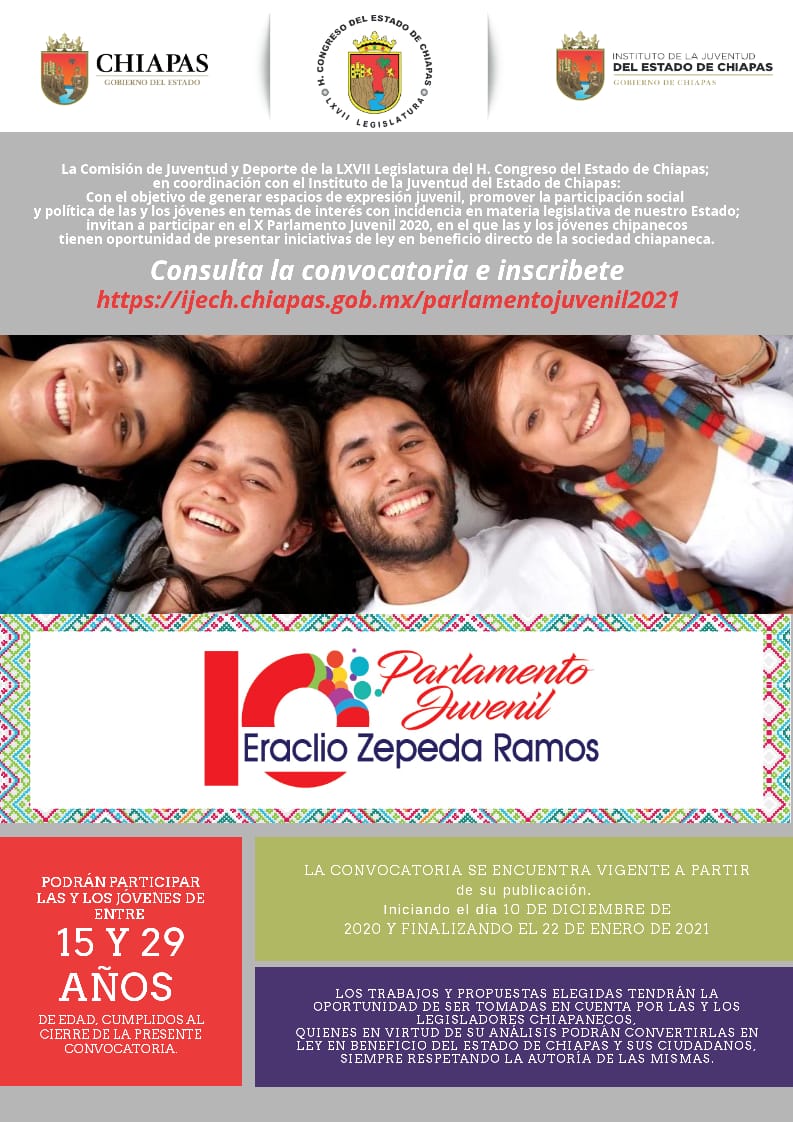 CHIAPAS
GOBIERNO DEL ESTADO
H. CONGRESO DEL ESTADO DE CHIAPAS
LXVII LEGISLATURA
INSTITUTO DE LA JUVENTUD
DEL ESTADO DE CHIAPAS
GOBIERNO DE CHIAPAS
La Comisión de Juventud y Deporte de la LXVII Legislatura del H. Congreso del Estado de Chiapas;
en coordinación con el Instituto de la Juventud del Estado de Chiapas:
Con el objetivo de generar espacios de expresión juvenil, promover la participación social
y política de las y los jóvenes en temas de interés con incidencia en materia legislativa de nuestro Estado;
invitan a participar en el X Parlamento Juvenil 2020, en el que las y los jóvenes chipanecos
tienen oportunidad de presentar iniciativas de ley en beneficio directo de la sociedad chiapaneca.
Consulta la convocatoria e inscribete
https://ijech.chiapas.gob.mx/parlamentojuvenil2021
10 Parlamento
Juvenil
Eraclio Zepeda Ramos
PODRÁN PARTICIPAR
LAS Y LOS JÓVENES DE
ENTRE
15 Y 29
AÑOS
DE EDAD, CUMPLIDOS AL
CIERRE DE LA PRESENTE
CONVOCATORIA.
LA CONVOCATORIA SE ENCUENTRA VIGENTE A PARTIR
de su publicación.
Iniciando el día 10 DE DICIEMBRE DE
2020 Y FINALIZANDO EL 22 DE ENERO DE 2021
LOS TRABAJOS Y PROPUESTAS ELEGIDAS TENDRÁN LA
OPORTUNIDAD DE SER TOMADAS EN CUENTA POR LAS Y LOS
LEGISLADORES CHIAPANECOS,
QUIENES EN VIRTUD DE SU ANÁLISIS PODRÁN CONVERTIRLAS EN
LEY EN BENEFICIO DEL ESTADO DE CHIAPAS Y SUS CIUDADANOS,
SIEMPRE RESPETANDO LA AUTORÍA DE LAS MISMAS.